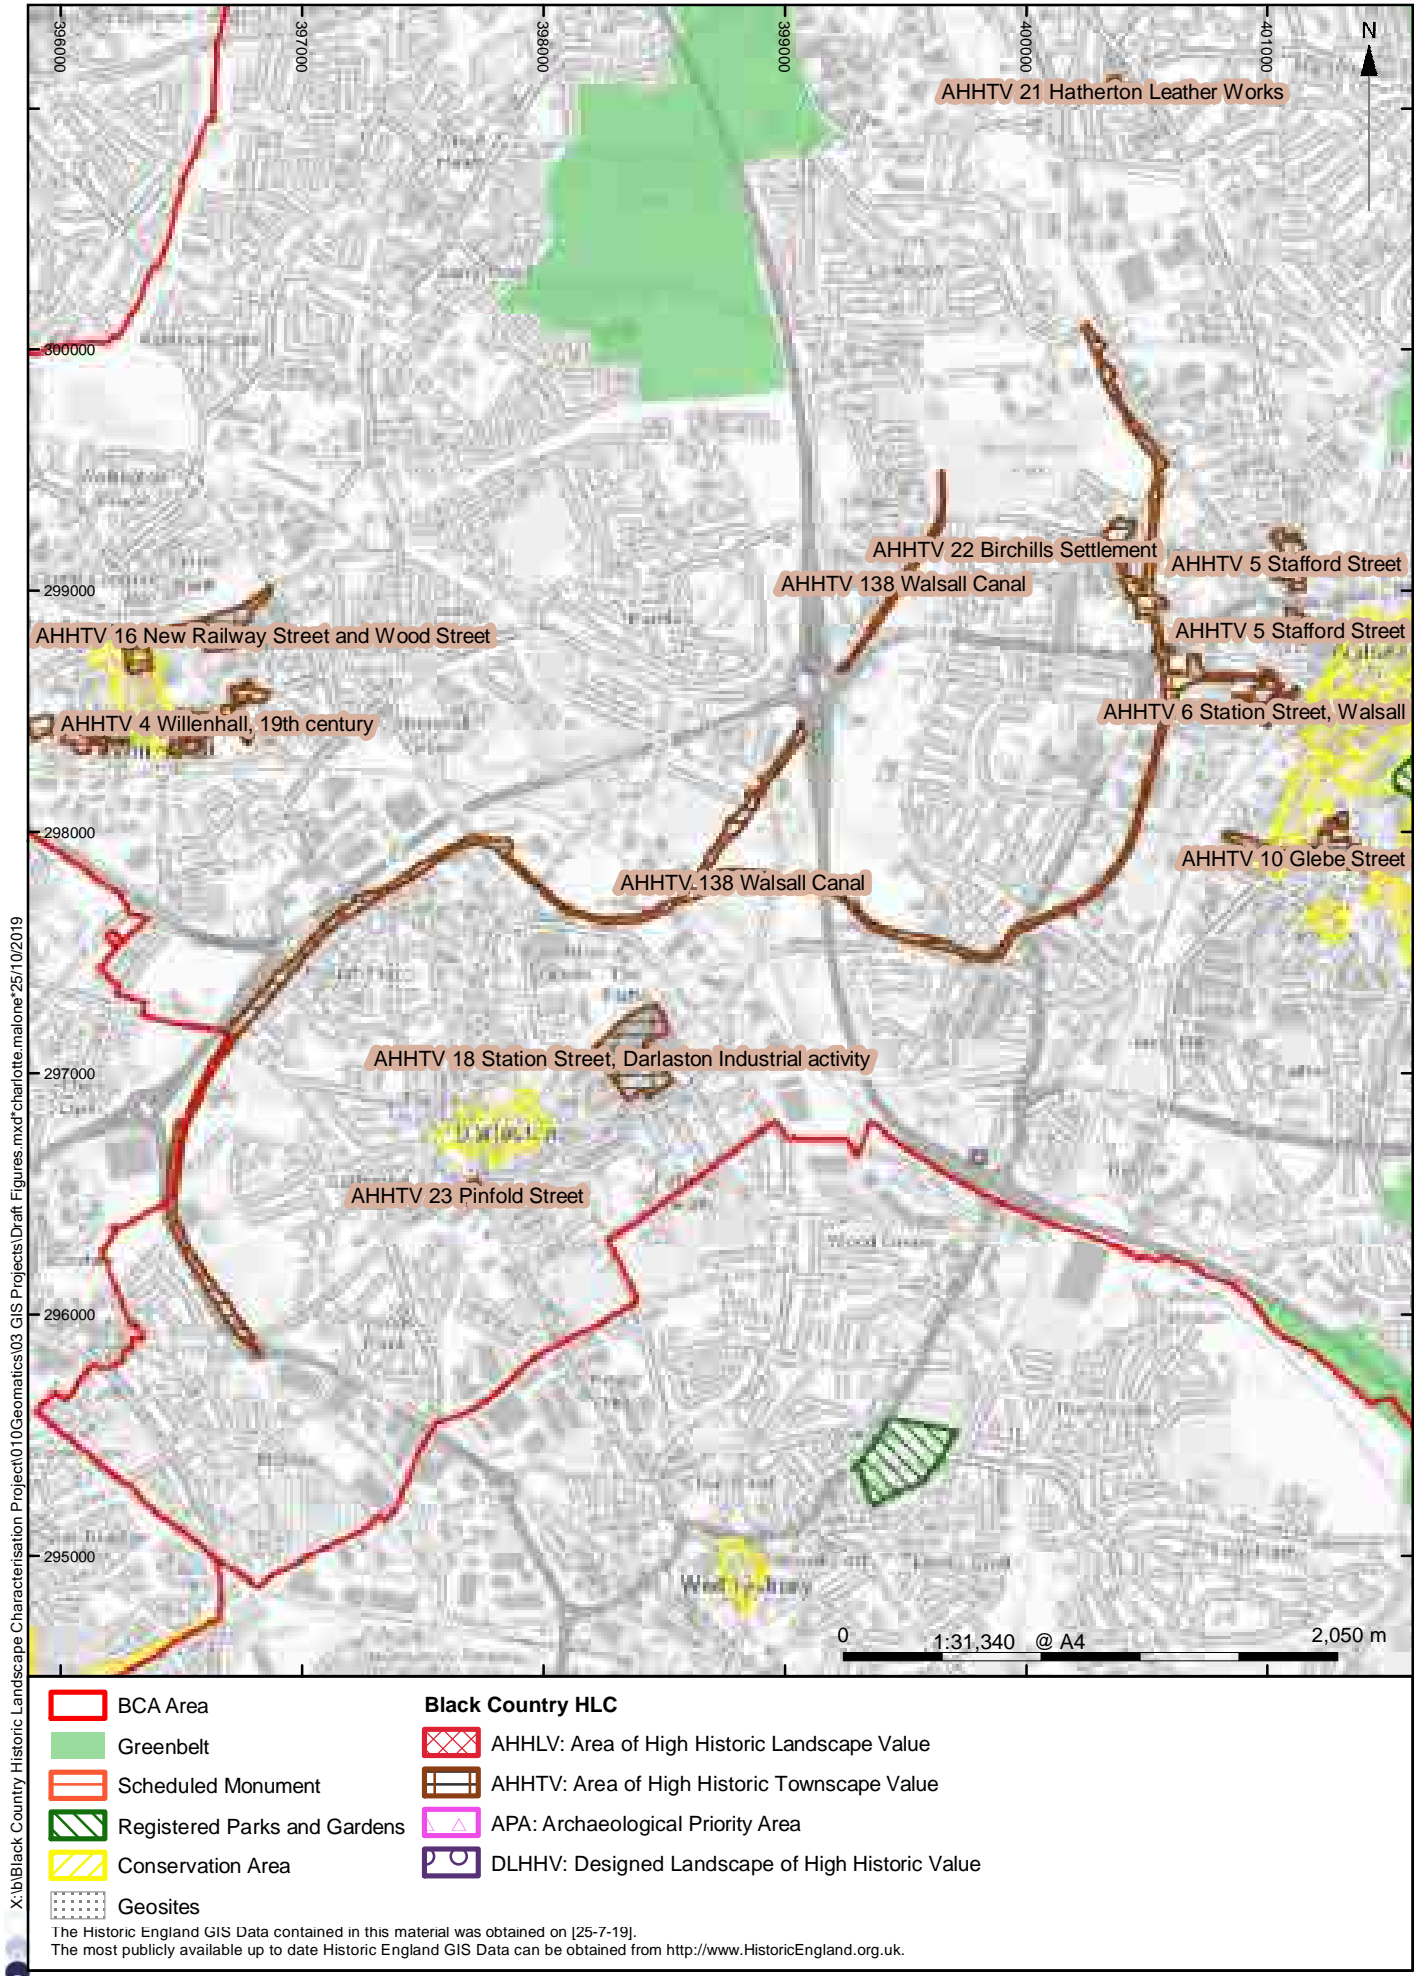 396000
397000
398000
399000
400000
401000
N
AHHTV 21 Hatherton Leather Works
300000
AHHTV 22 Birchills Settlement
AHHTV 5 Stafford Street
AHHTV 138 Walsall Canal
299000
AHHTV 16 New Railway Street and Wood Street
AHHTV 5 Stafford Street
AHHTV 4 Willenhall, 19th century
AHHTV 6 Station Street, Walsall
298000
AHHTV 10 Glebe Street
AHHTV 138 Walsall Canal
AHHTV 18 Station Street, Darlaston Industrial activity
297000
AHHTV 23 Pinfold Street
296000
295000
0
1:31,340 @ A4
2,050 m
X:\b\Black Country Historic Landscape Characterisation Project\010Geomatics\03 GIS Projects\Draft Figures.mxd*charlotte.malone*25/10/2019
BCA Area
Greenbelt
Scheduled Monument
Registered Parks and Gardens
Conservation Area
Geosites
Black Country HLC
AHHLV: Area of High Historic Landscape Value
AHHTV: Area of High Historic Townscape Value
APA: Archaeological Priority Area
DLHHV: Designed Landscape of High Historic Value
The Historic England GIS Data contained in this material was obtained on [25-7-19].
The most publicly available up to date Historic England GIS Data can be obtained from http://www.HistoricEngland.org.uk.